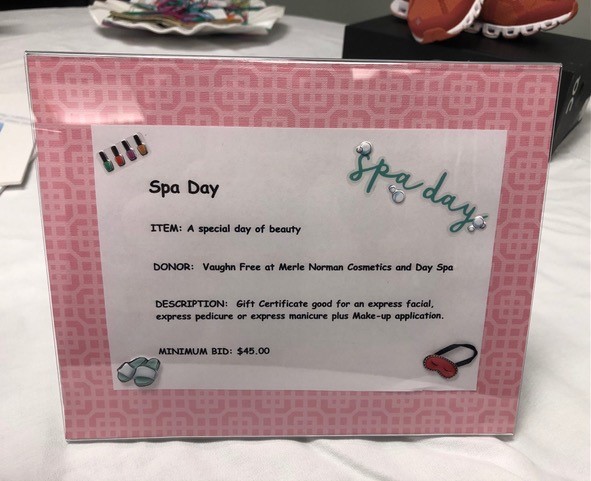 Spa Day
spa day
ITEM: A special day of beauty
DONOR: Vaughn Free at Merle Norman Cosmetics and Day Spa
DESCRIPTION: Gift Certificate good for an express facial,
express pedicure or express manicure plus Make-up application.
MINIMUM BID: $45.00